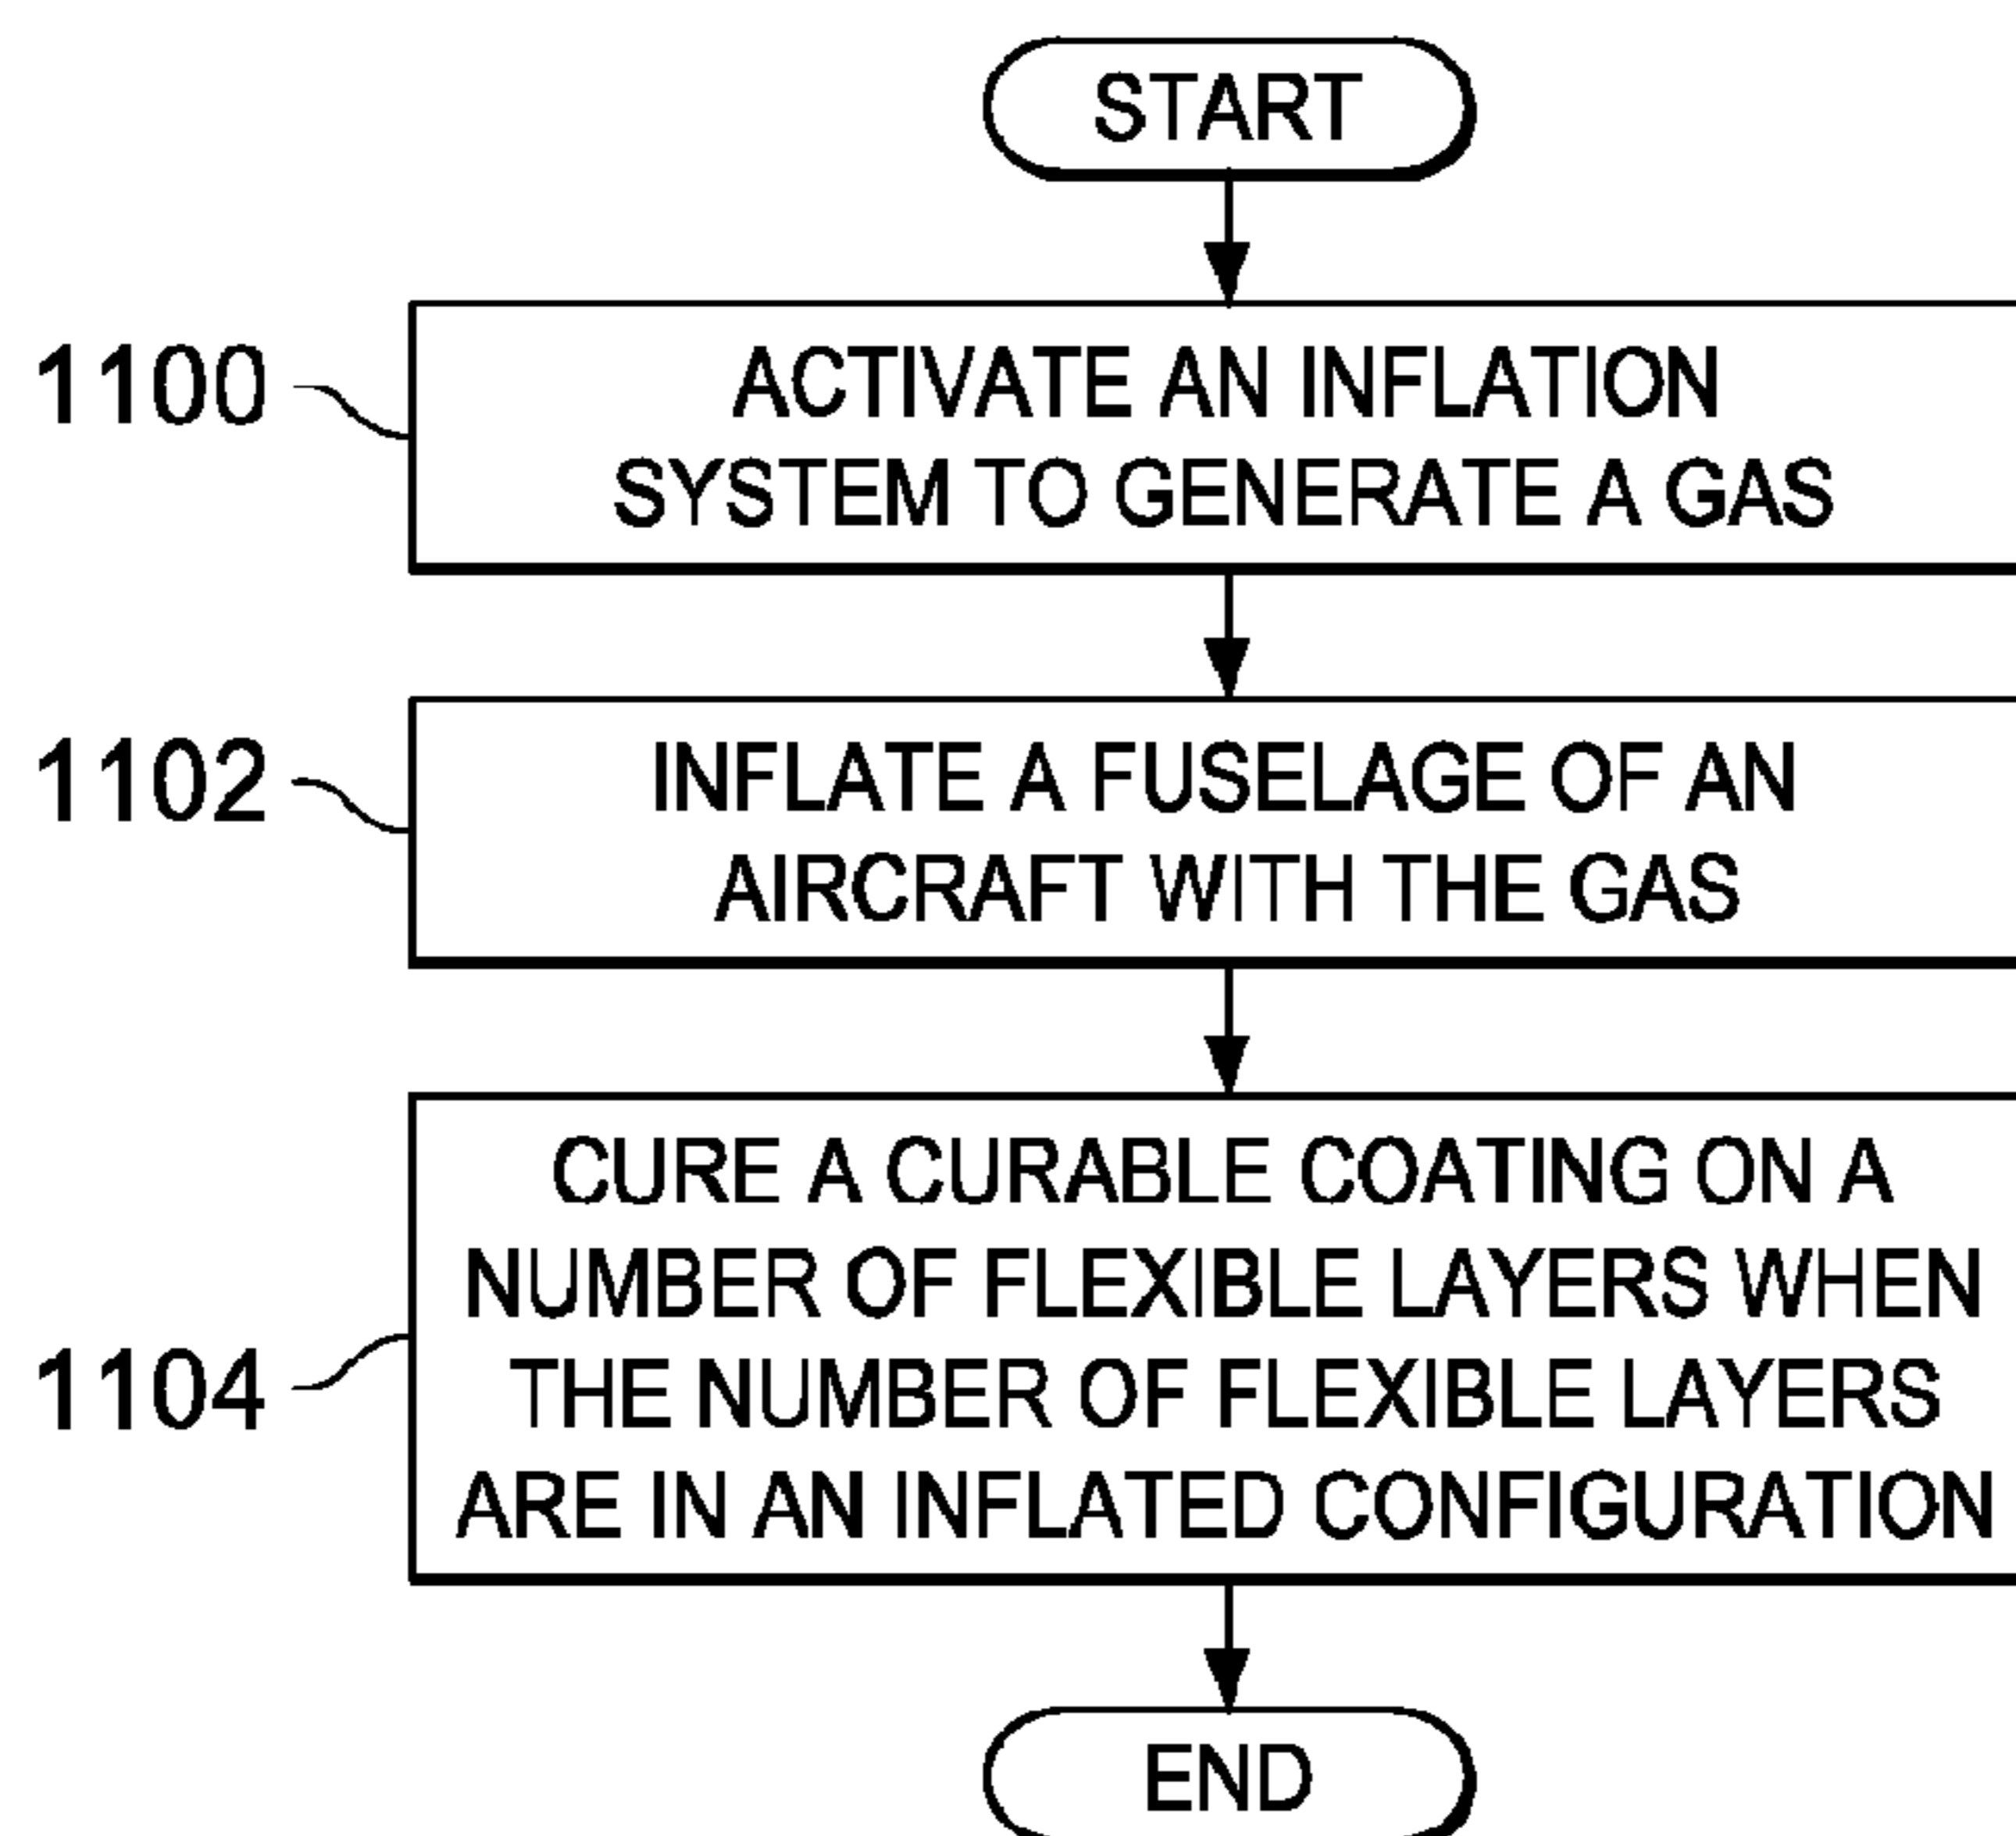 START
1100
ACTIVATE AN INFLATION
SYSTEM TO GENERATE A GAS
1102
INFLATE A FUSELAGE OF AN
AIRCRAFT WITH THE GAS
1104
CURE A CURABLE COATING ON A
NUMBER OF FLEXIBLE LAYERS WHEN
THE NUMBER OF FLEXIBLE LAYERS
ARE IN AN INFLATED CONFIGURATION
END